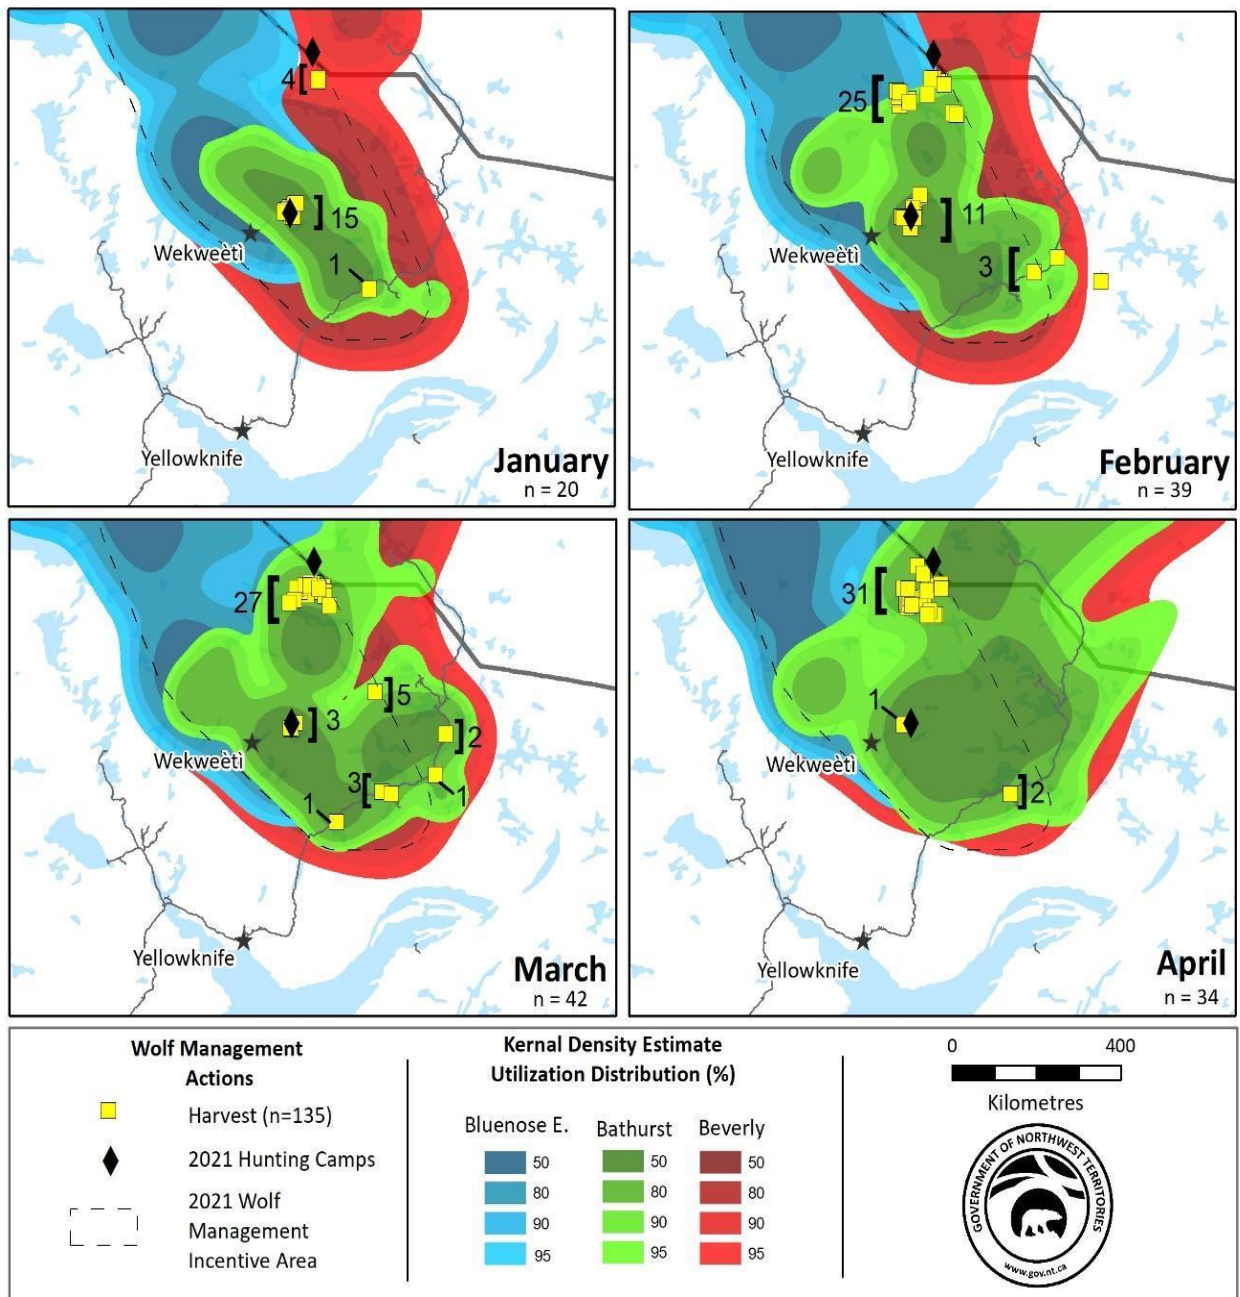 4
15
1
Wekweètì
Yellowknife
January
n = 20
25
11
3
Wekweètì
Yellowknife
February
n = 39
27
5
3
2
3
1
1
Wekweètì
Yellowknife
March
n = 42
31
1
2
Wekweètì
Yellowknife
April
n = 34
Wolf Management
Actions
Harvest (n=135)
2021 Hunting Camps
2021 Wolf
Management
Incentive Area
Kernal Density Estimate
Utilization Distribution (%)
Bluenose E. Bathurst Beverly
50 50 50
80 80 80
90 90 90
95 95 95
0 400
Kilometres
GOVERNMENT OF NORTHWEST TERRITORIES
www.gov.nt.ca